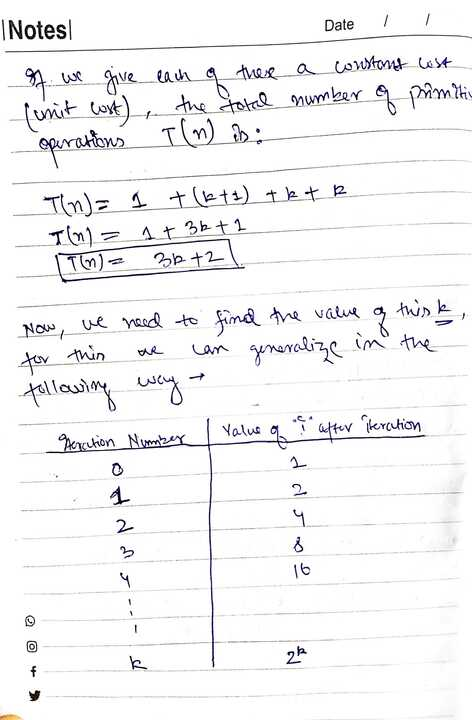 |Notes|
Date / /
If we give each of these a constant cost
(unit cost), the total number of primitiv
operations T(n) is:
T(n) = 1 + (k+1) + k + k
T(n) = 1 + 3k + 1
T(n) = 3k + 2
Now, we need to find the value of this k,
for this we can generalize in the
following way →
Iteration Number | Value of "i" after iteration
0 1
1 2
2 4
3 8
4 16
k 2^k